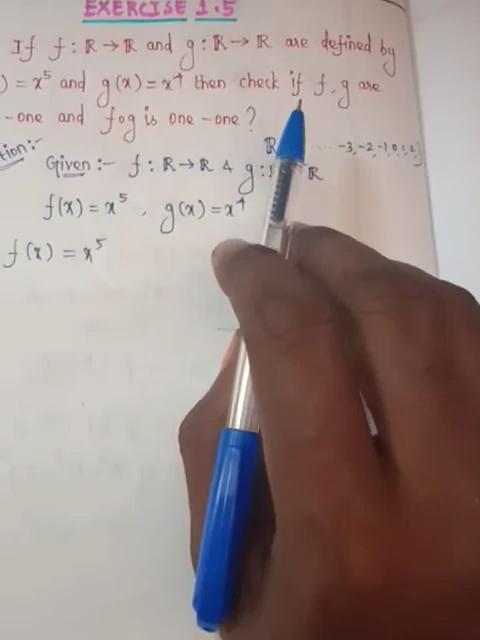 EXERCISE 1.5
If f : ℝ → ℝ and g : ℝ → ℝ are defined by
) = x⁵ and g(x) = x⁴ then check if f, g are
-one and fog is one-one?
tion:-
ℝ ..... -3, -2, -1, 0, 1, 2,}
Given:- f : ℝ → ℝ & g : ℝ
f(x) = x⁵ , g(x) = x⁴
f(x) = x⁵